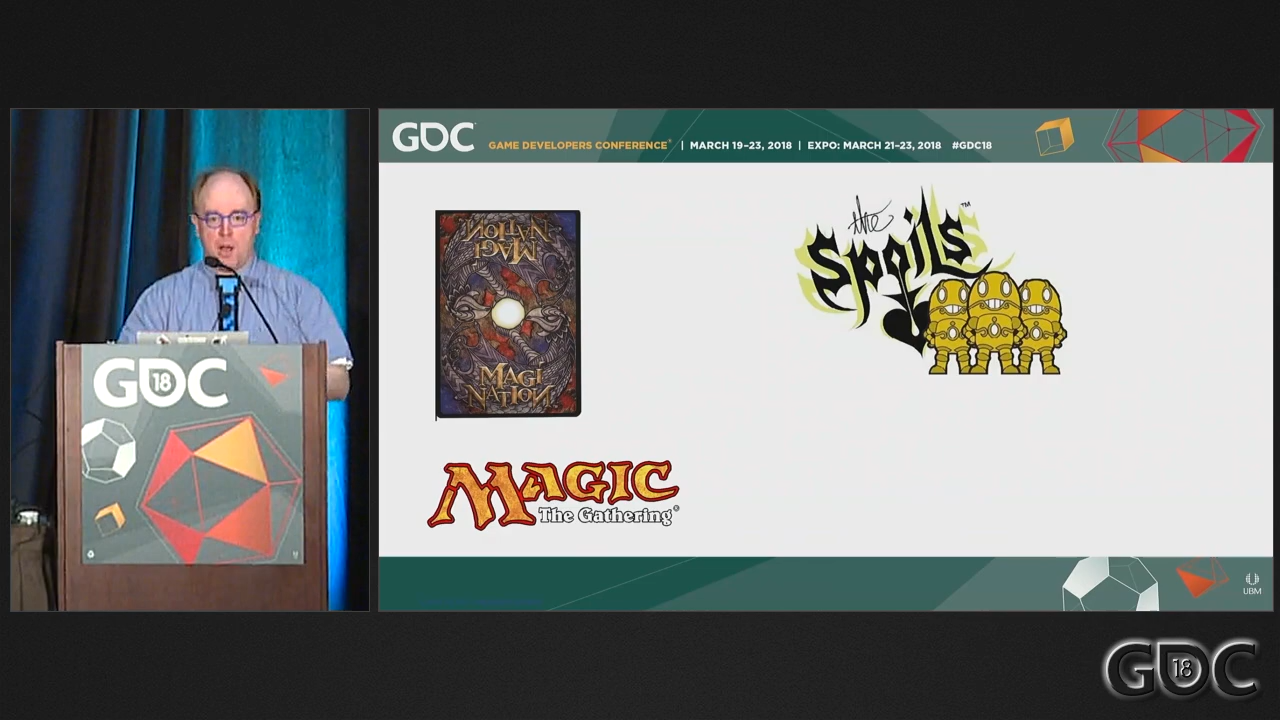 GDC
GAME DEVELOPERS CONFERENCE® | MARCH 19–23, 2018 | EXPO: MARCH 21–23, 2018 #GDC18
MAGI
NATION
the
Spoils™
MAGI
NATION
GDC
18
MAGIC
The Gathering®
UBM
GDC
18